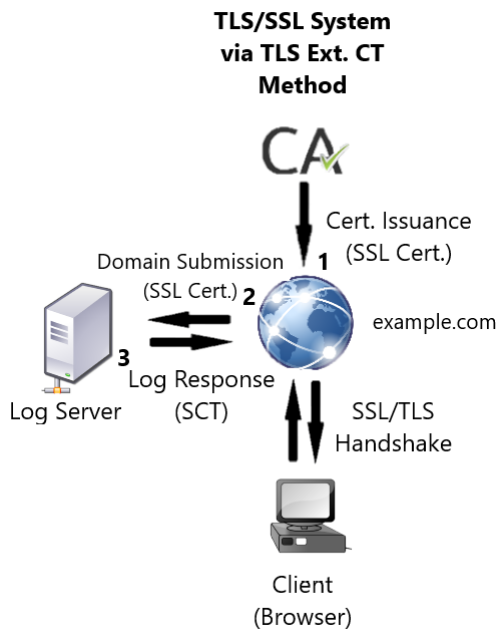 TLS/SSL System
via TLS Ext. CT
Method
CA
Cert. Issuance
(SSL Cert.)
1
Domain Submission
(SSL Cert.)
2
example.com
3
Log Response
(SCT)
Log Server
SSL/TLS
Handshake
Client
(Browser)